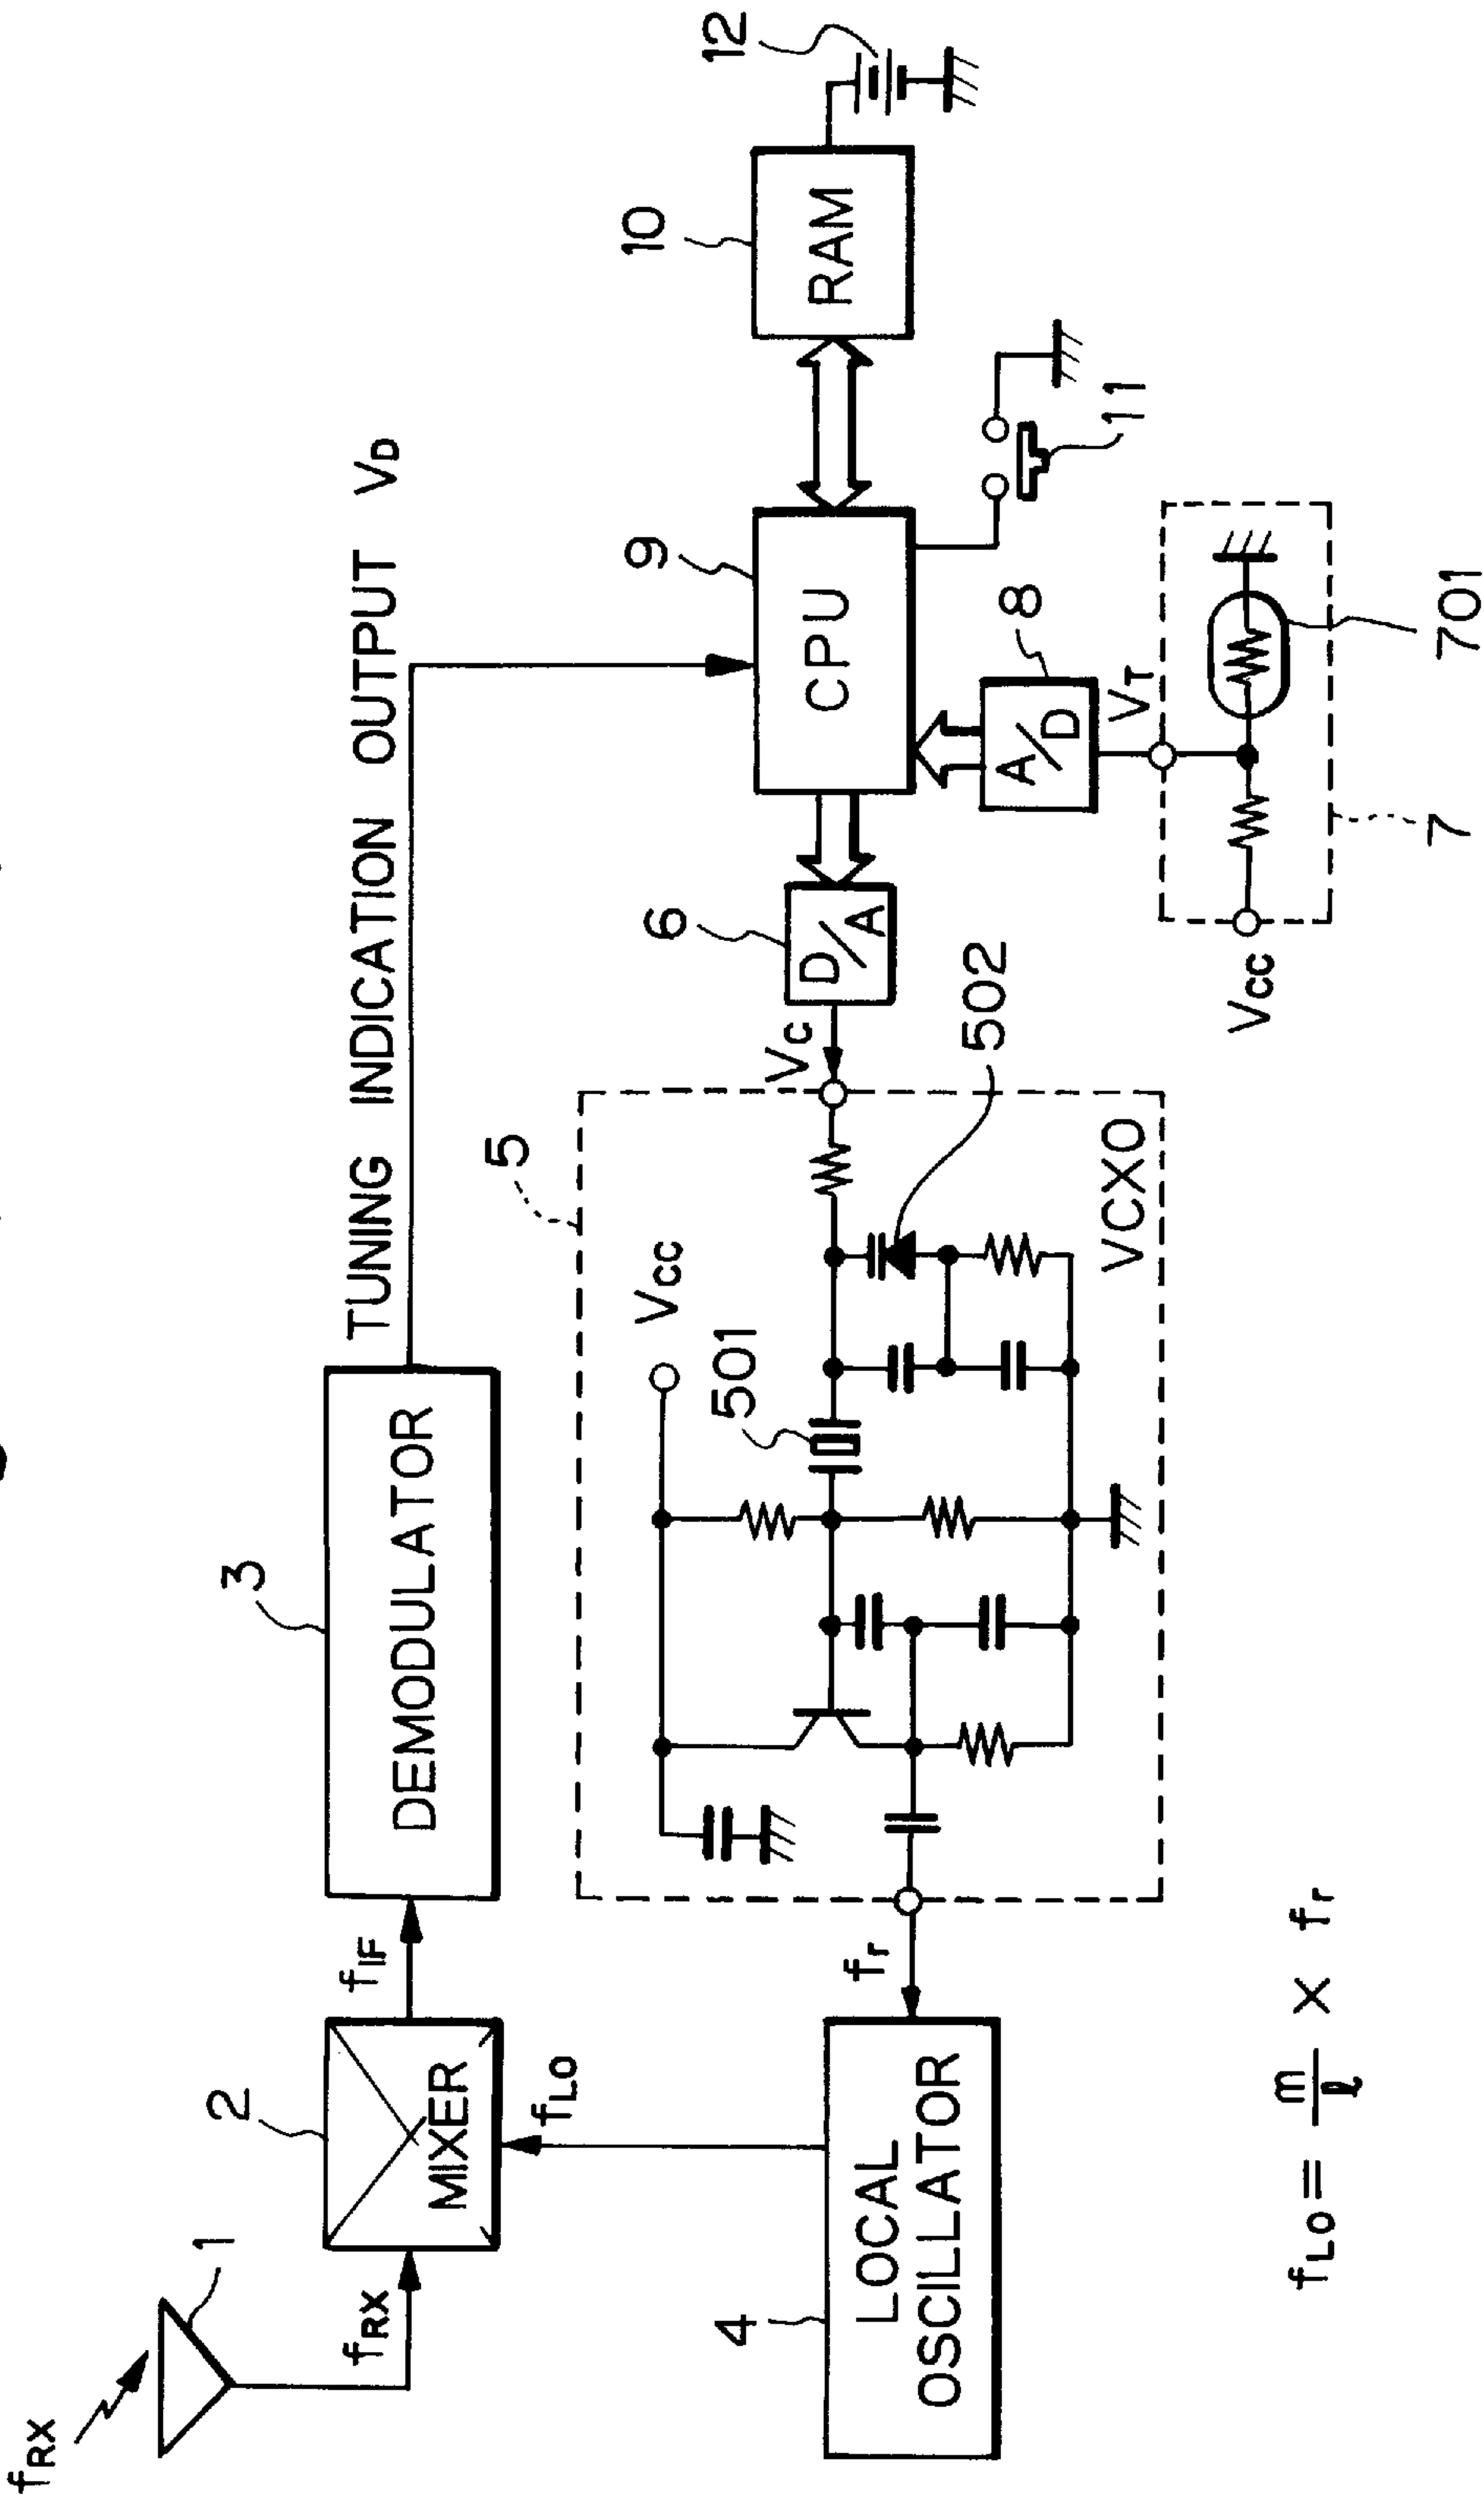 fRX
1
fRX
2
MIXER
fIF
3
DEMODULATOR
TUNING INDICATION OUTPUT VD
fLO
4
LOCAL
OSCILLATOR
fr
5
Vcc
501
502
VCXO
Vc
6
D/A
9
CPU
10
RAM
12
11
8
A/D
VT
Vcc
7
701
fLO = m/n × fr